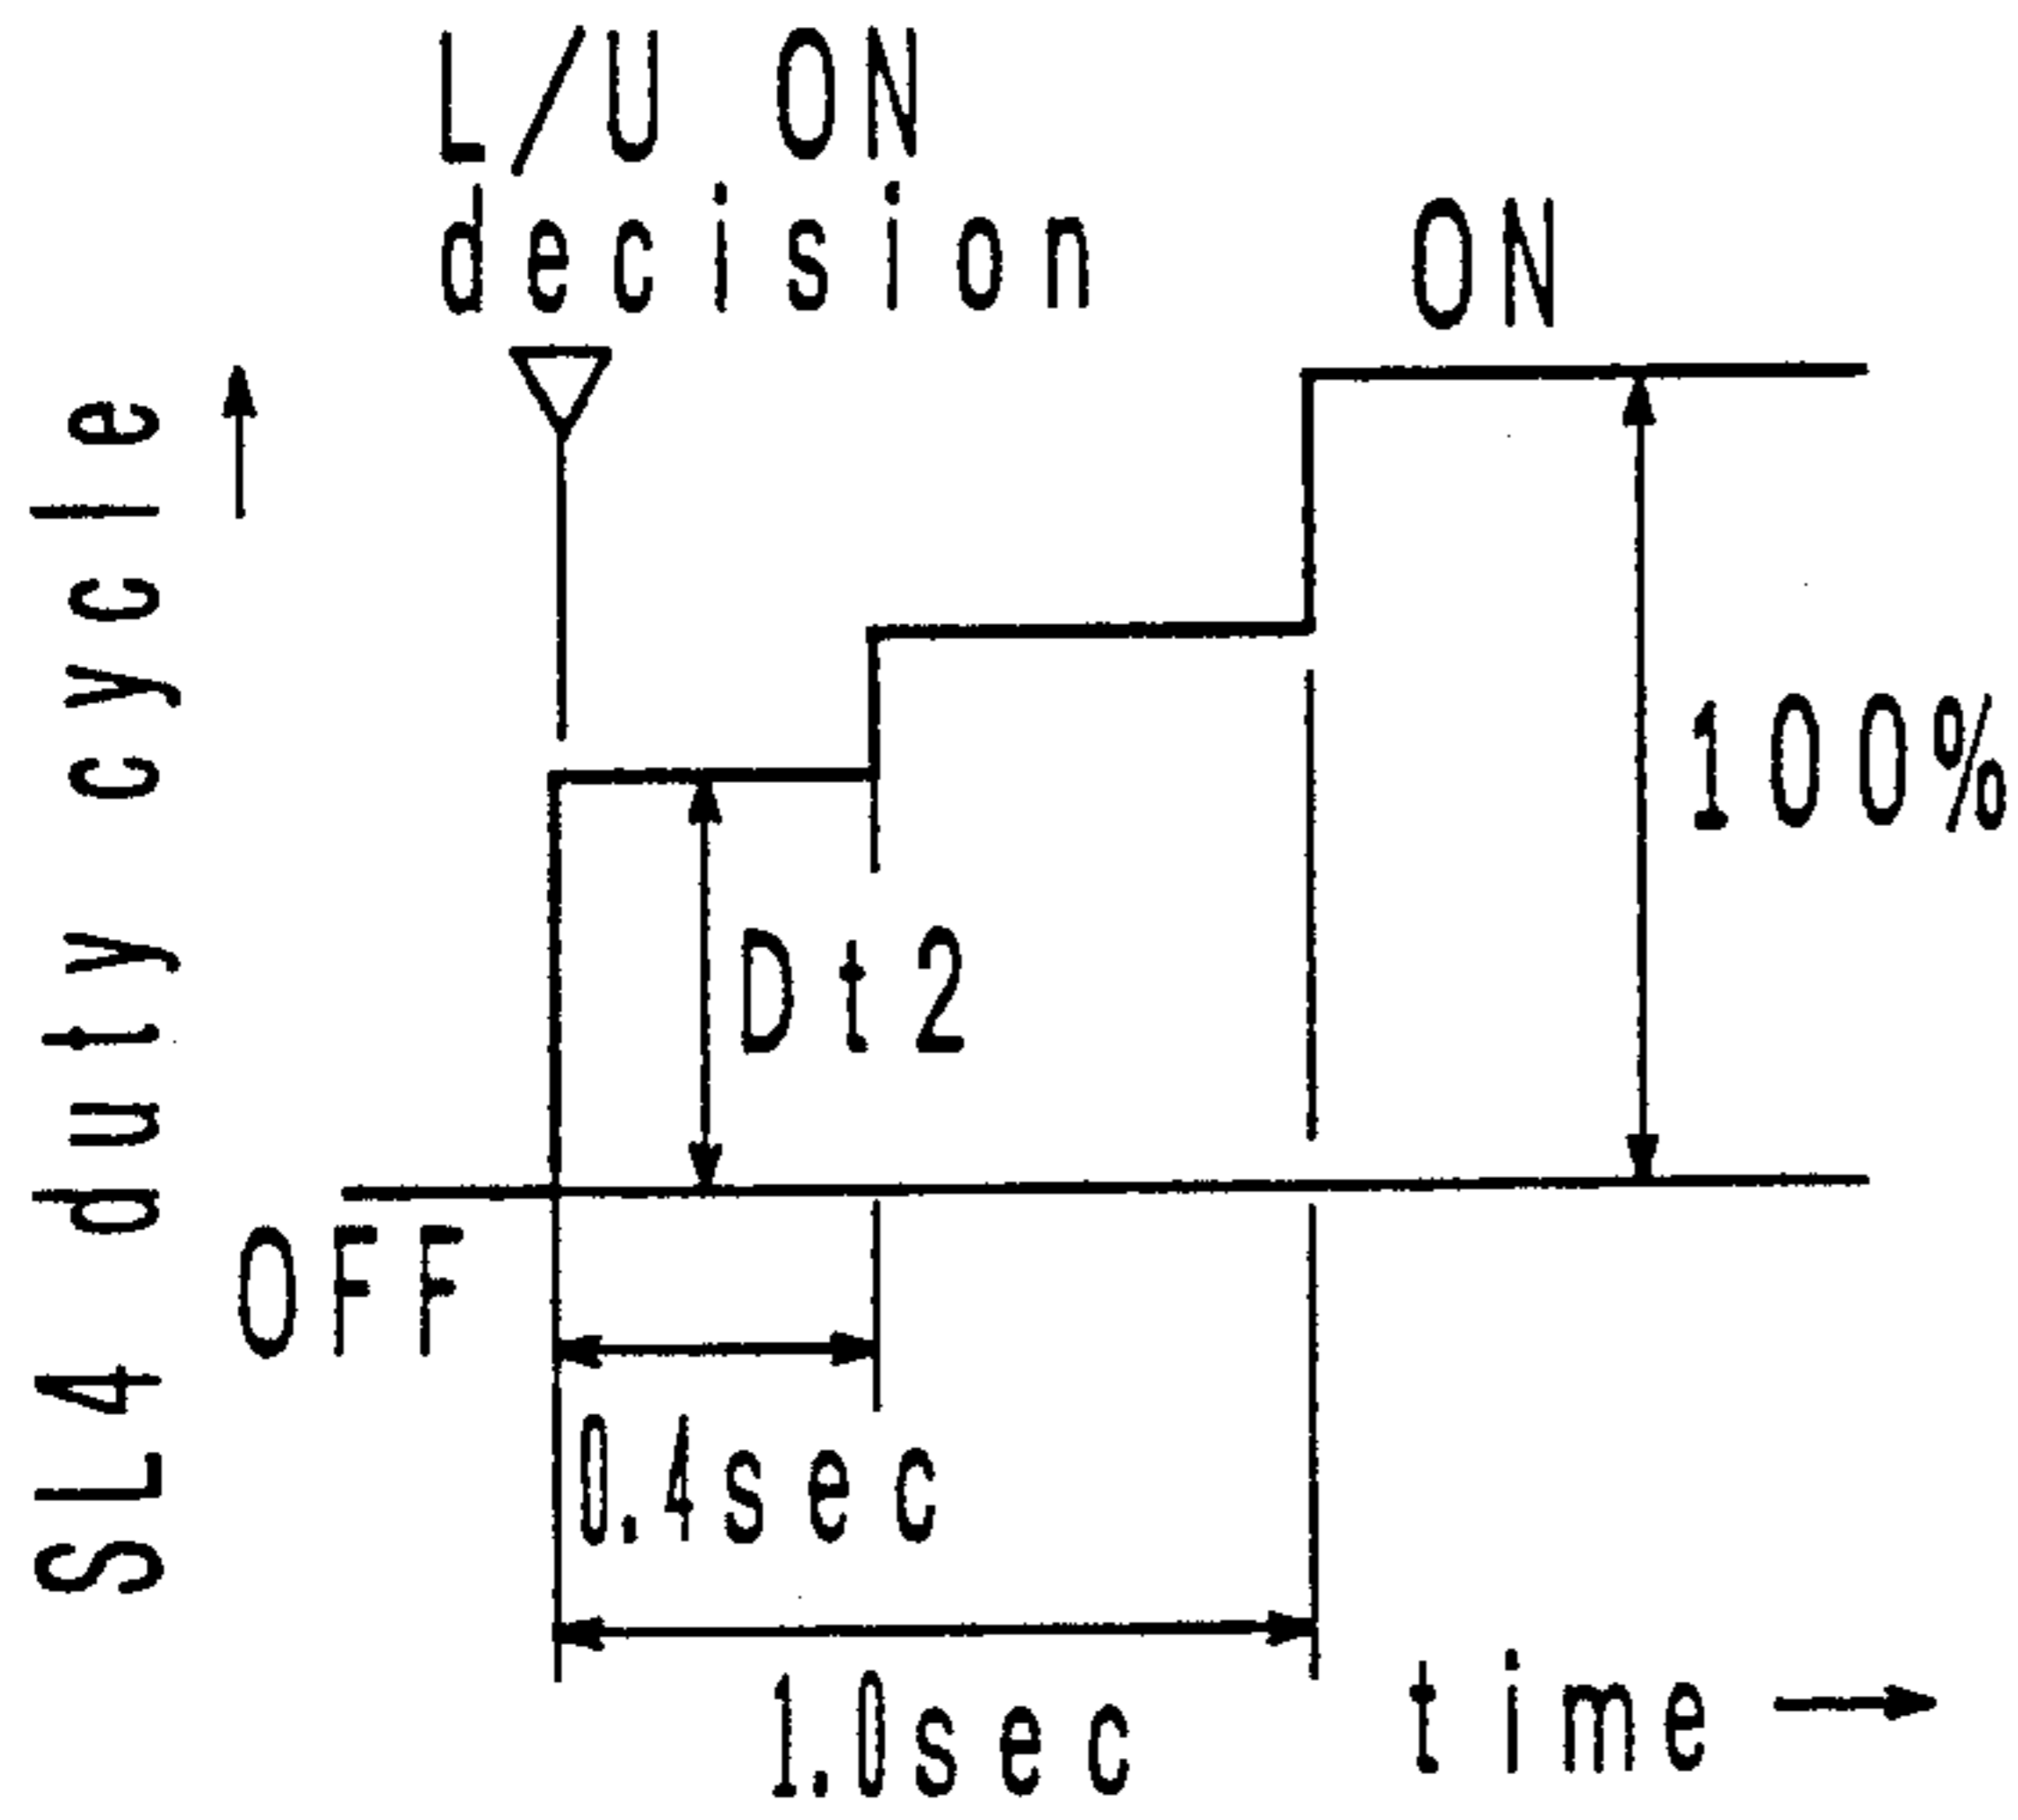 L/U ON
decision
ON
SL4 duty cycle
100%
Dt2
OFF
0.4sec
1.0sec
time